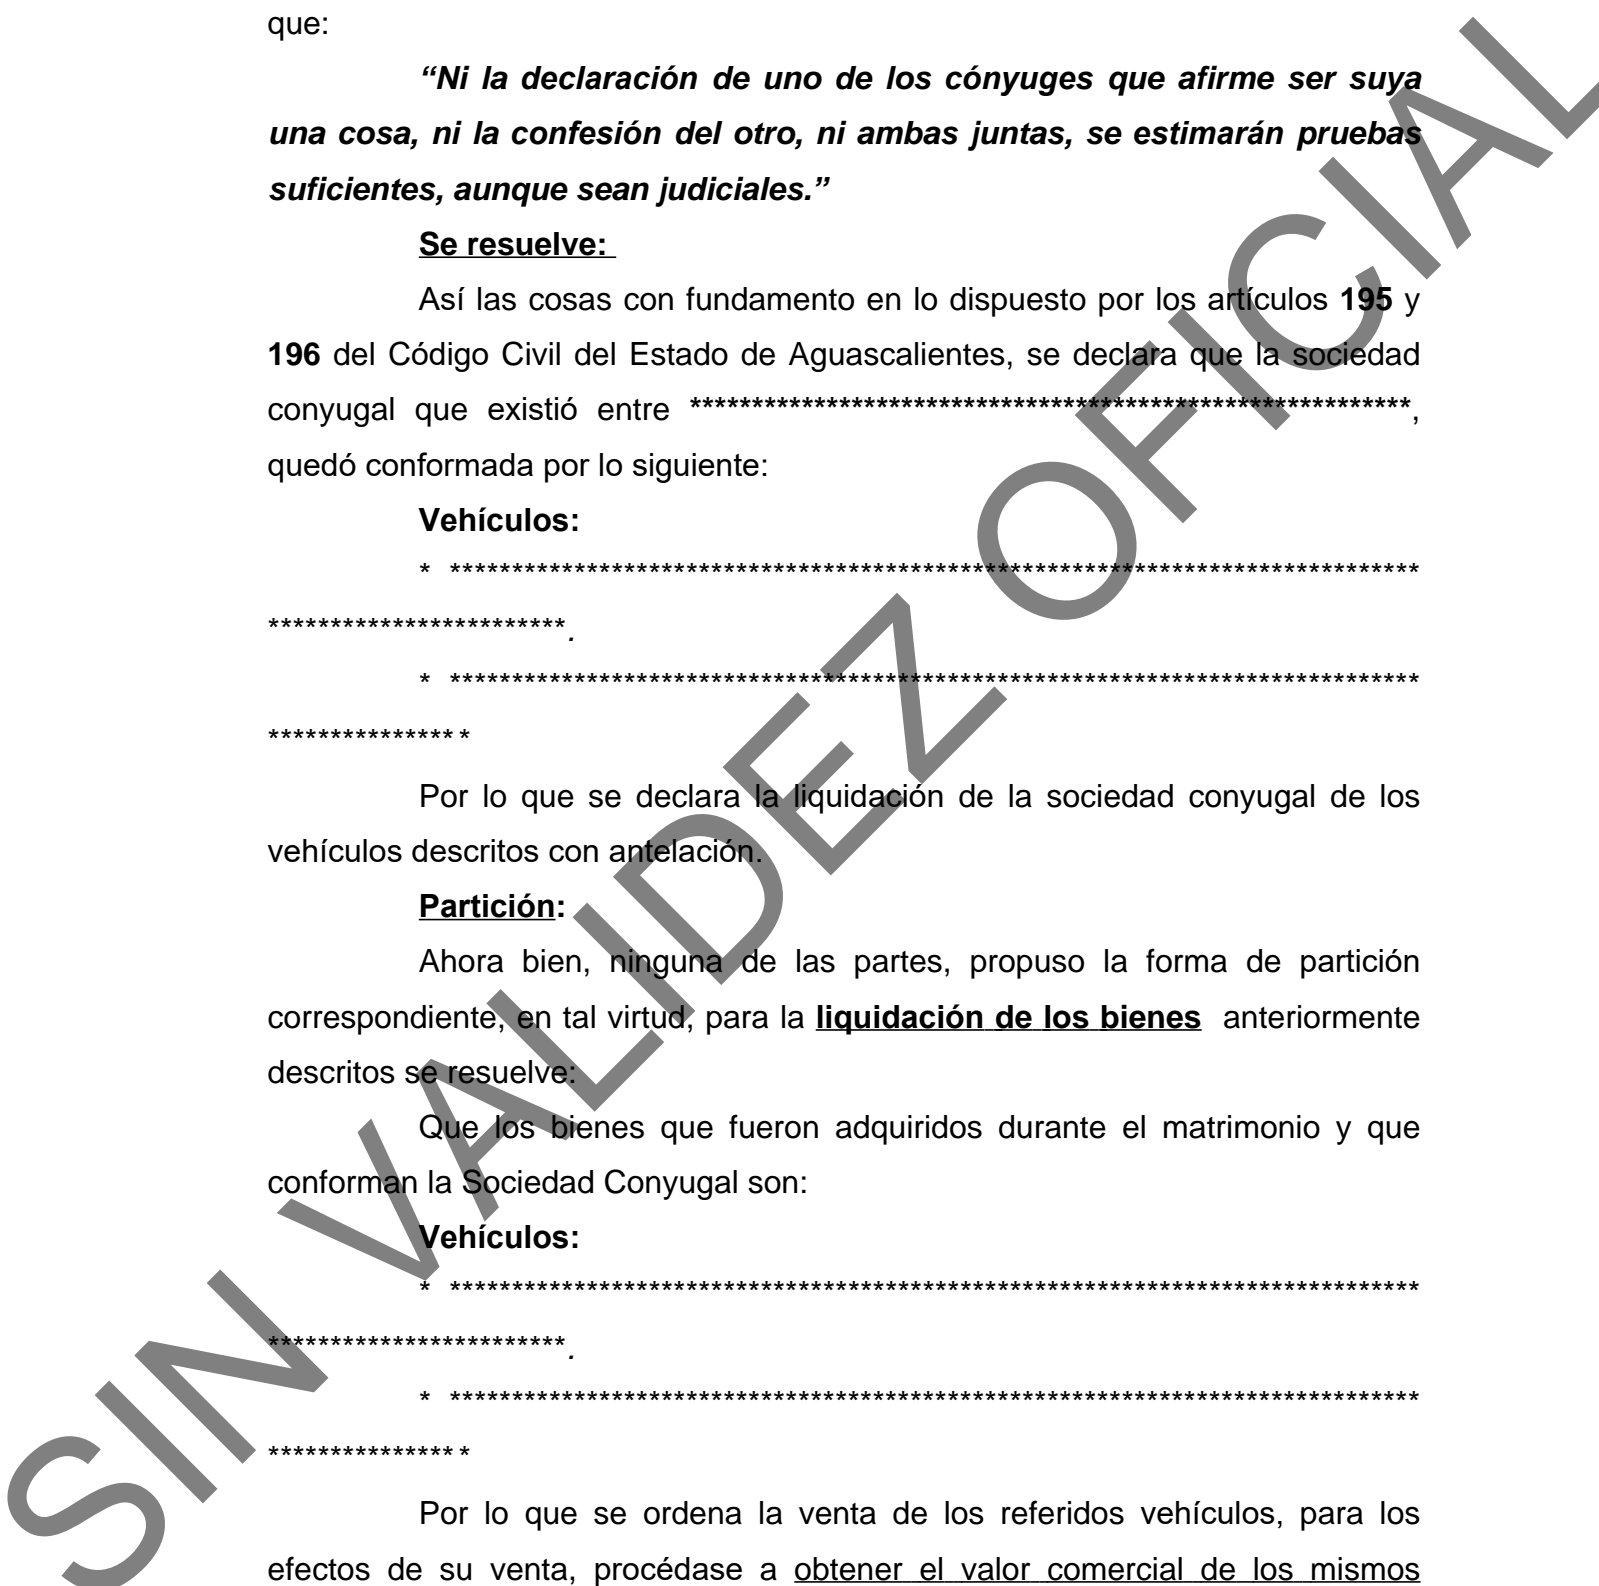 que:
“Ni la declaración de uno de los cónyuges que afirme ser suya
una cosa, ni la confesión del otro, ni ambas juntas, se estimarán pruebas
suficientes, aunque sean judiciales.”
Se resuelve:
Así las cosas con fundamento en lo dispuesto por los artículos 195 y
196 del Código Civil del Estado de Aguascalientes, se declara que la sociedad
conyugal que existió entre **********************************************************,
quedó conformada por lo siguiente:
Vehículos:
* ******************************************************************************
************************.
* ******************************************************************************
*************** *
Por lo que se declara la liquidación de la sociedad conyugal de los
vehículos descritos con antelación.
Partición:
Ahora bien, ninguna de las partes, propuso la forma de partición
correspondiente, en tal virtud, para la liquidación de los bienes anteriormente
descritos se resuelve:
Que los bienes que fueron adquiridos durante el matrimonio y que
conforman la Sociedad Conyugal son:
Vehículos:
* ******************************************************************************
************************.
* ******************************************************************************
*************** *
Por lo que se ordena la venta de los referidos vehículos, para los
efectos de su venta, procédase a obtener el valor comercial de los mismos
SIN VALIDEZ OFICIAL